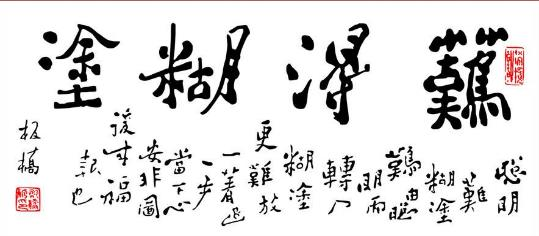 難得糊塗
聰明
難
糊塗
難由聰
明而
轉入
糊塗
更難放
一著退
一步
當下心
安非圖
後來福
報也
板橋